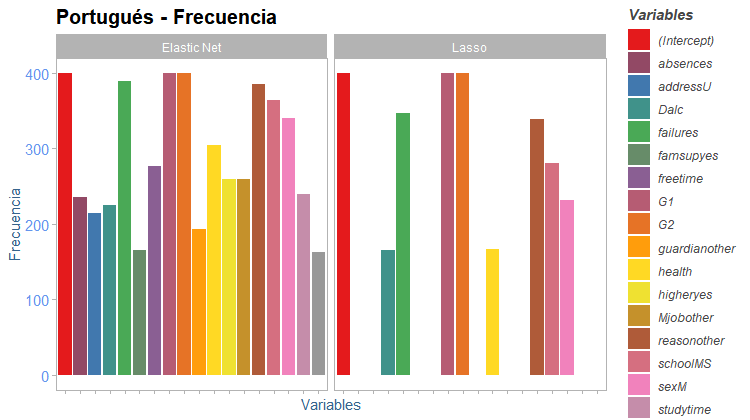 Portugués - Frecuencia
Elastic Net
Lasso
400
300
200
100
0
Frecuencia
Variables
Variables
(Intercept)
absences
addressU
Dalc
failures
famsupyes
freetime
G1
G2
guardianother
health
higheryes
Mjobother
reasonother
schoolMS
sexM
studytime